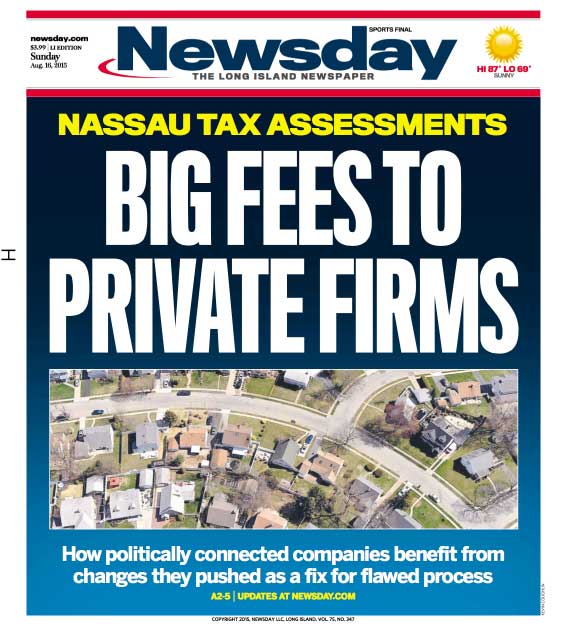 newsday.com
$3.99 | LI EDITION
Sunday
Aug. 16, 2015
SPORTS FINAL
Newsday
THE LONG ISLAND NEWSPAPER
HI 87° LO 69°
SUNNY
NASSAU TAX ASSESSMENTS
BIG FEES TO
PRIVATE FIRMS
H
How politically connected companies benefit from
changes they pushed as a fix for flawed process
A2-5 | UPDATES AT NEWSDAY.COM
COPYRIGHT 2015, NEWSDAY LLC, LONG ISLAND, VOL. 75, NO. 347